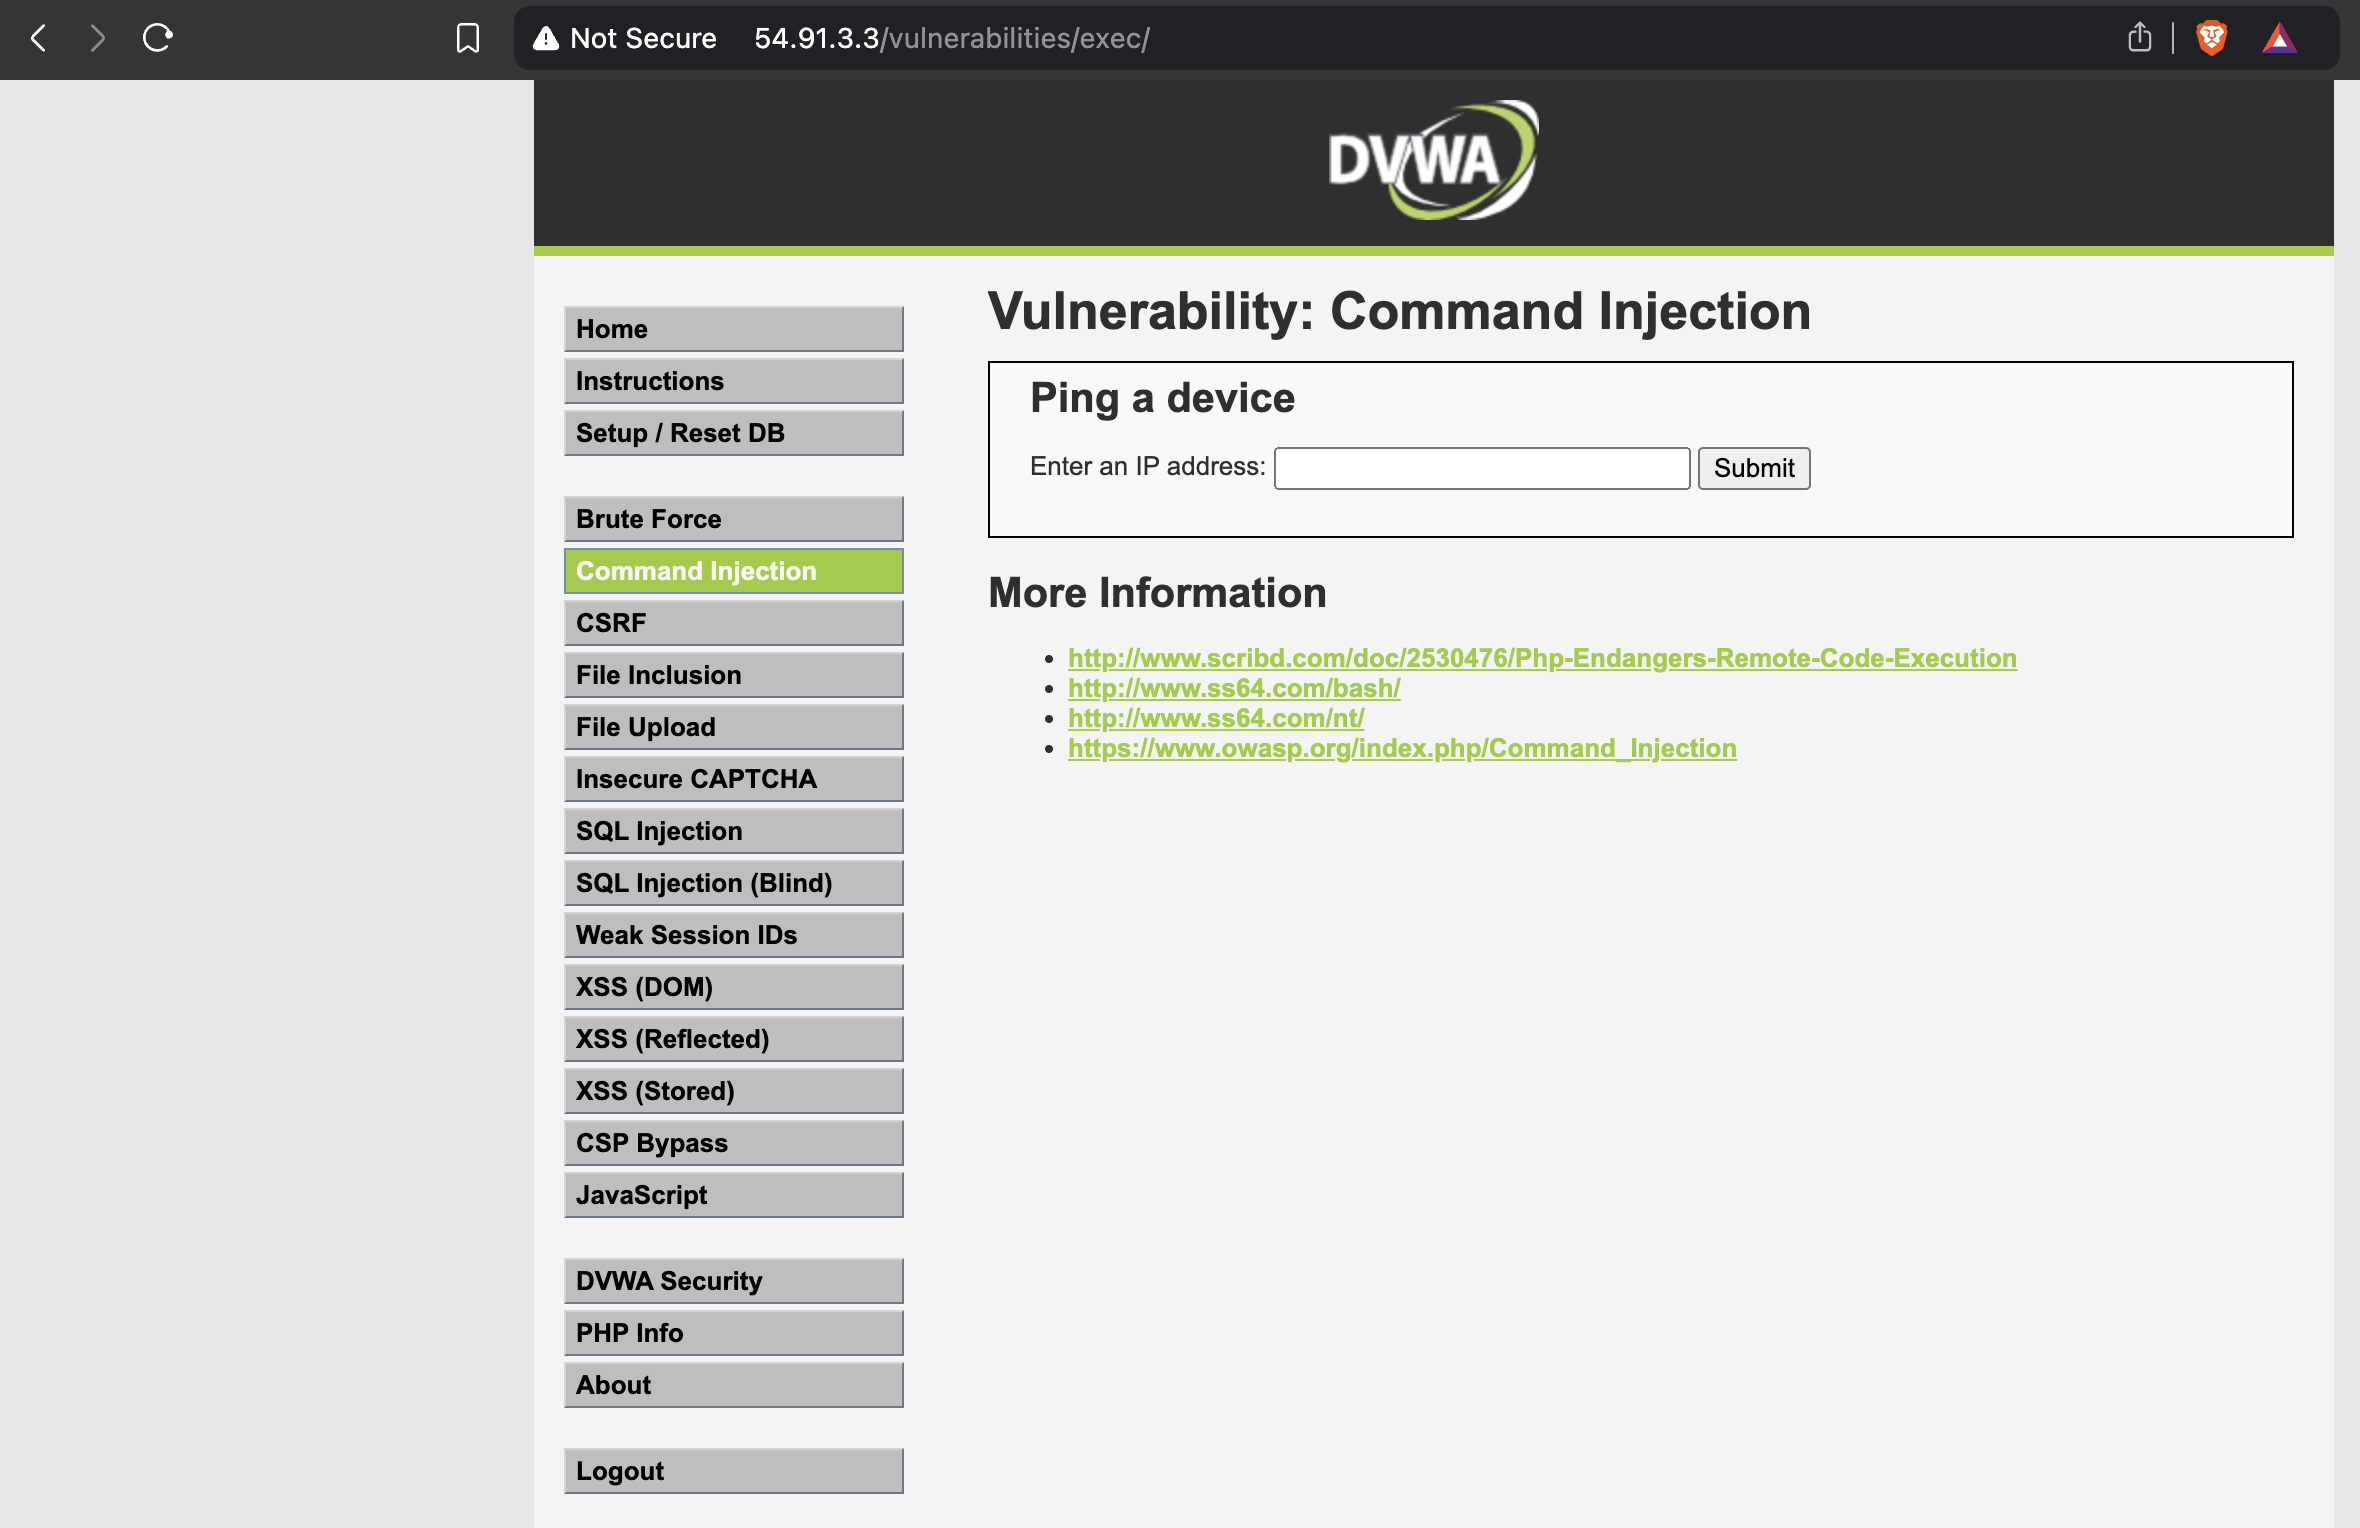 Not Secure 54.91.3.3/vulnerabilities/exec/
DVWA
Home
Instructions
Setup / Reset DB
Brute Force
Command Injection
CSRF
File Inclusion
File Upload
Insecure CAPTCHA
SQL Injection
SQL Injection (Blind)
Weak Session IDs
XSS (DOM)
XSS (Reflected)
XSS (Stored)
CSP Bypass
JavaScript
DVWA Security
PHP Info
About
Logout
Vulnerability: Command Injection
Ping a device
Enter an IP address: Submit
More Information
http://www.scribd.com/doc/2530476/Php-Endangers-Remote-Code-Execution
http://www.ss64.com/bash/
http://www.ss64.com/nt/
https://www.owasp.org/index.php/Command_Injection